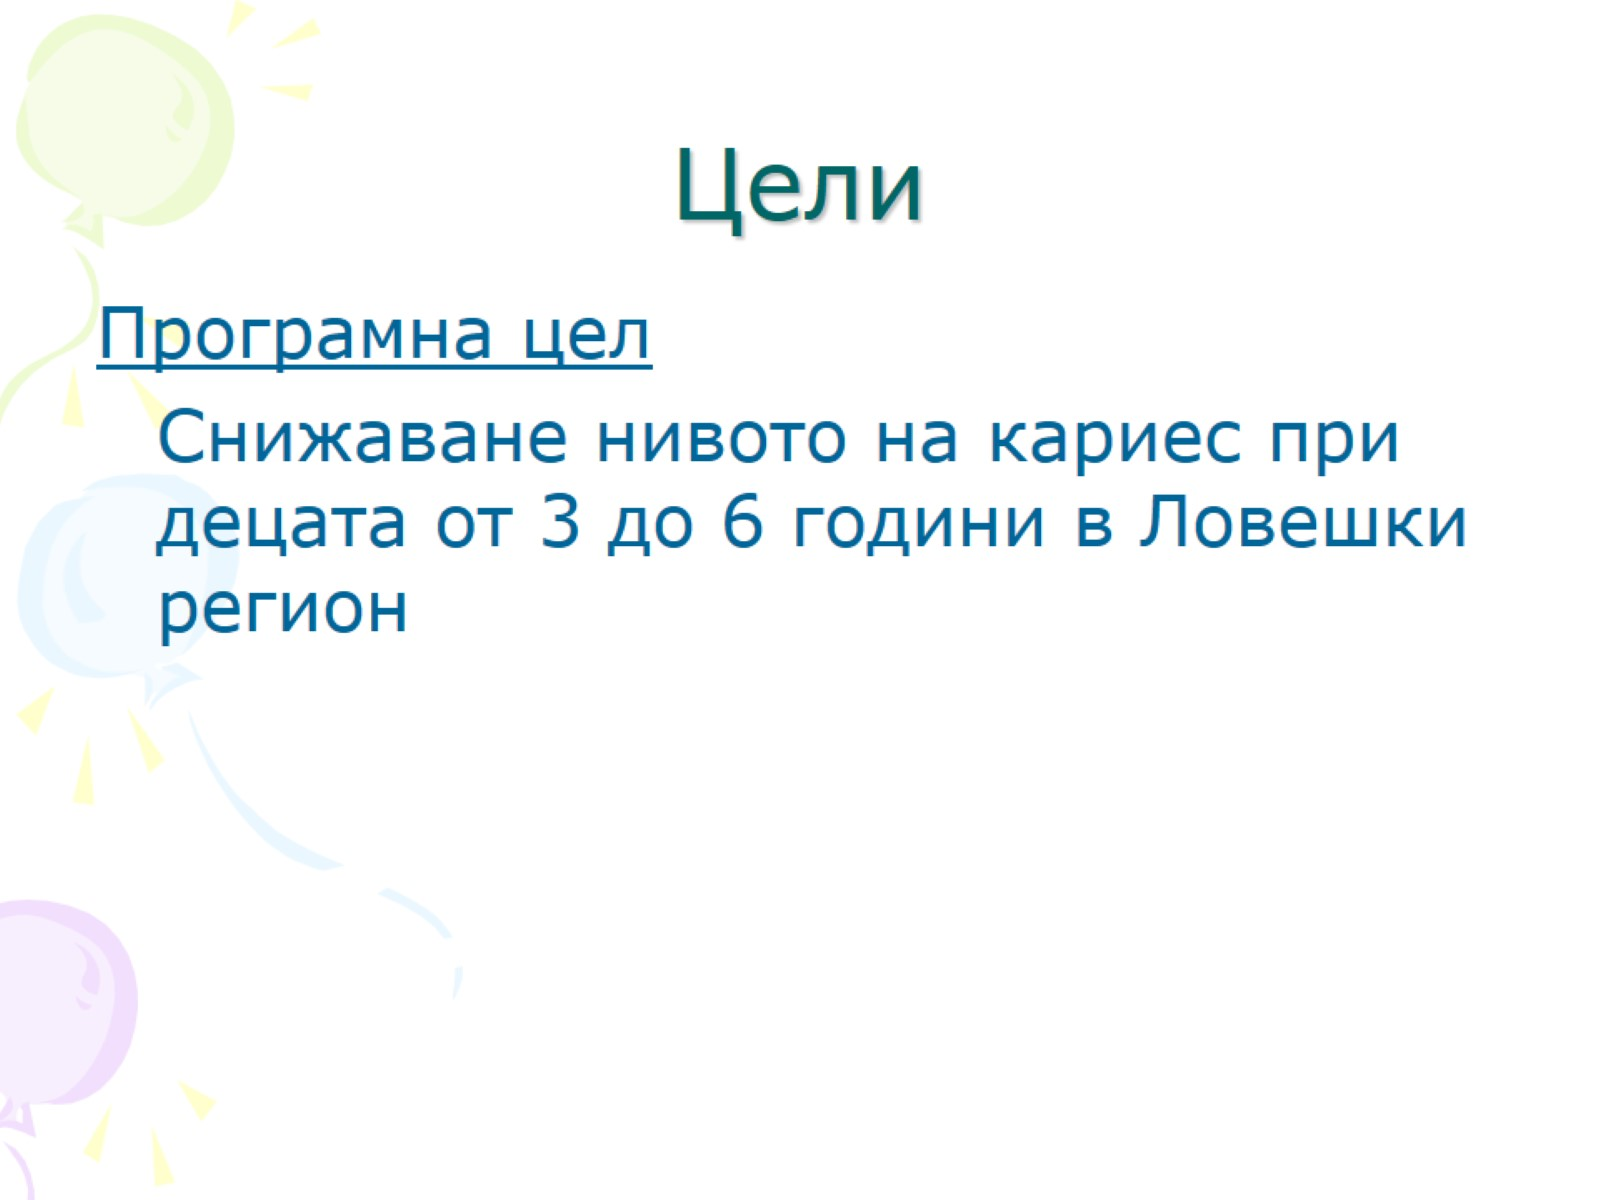 Цели
Програмна цел
Снижаване нивото на кариес при
децата от 3 до 6 години в Ловешки
регион